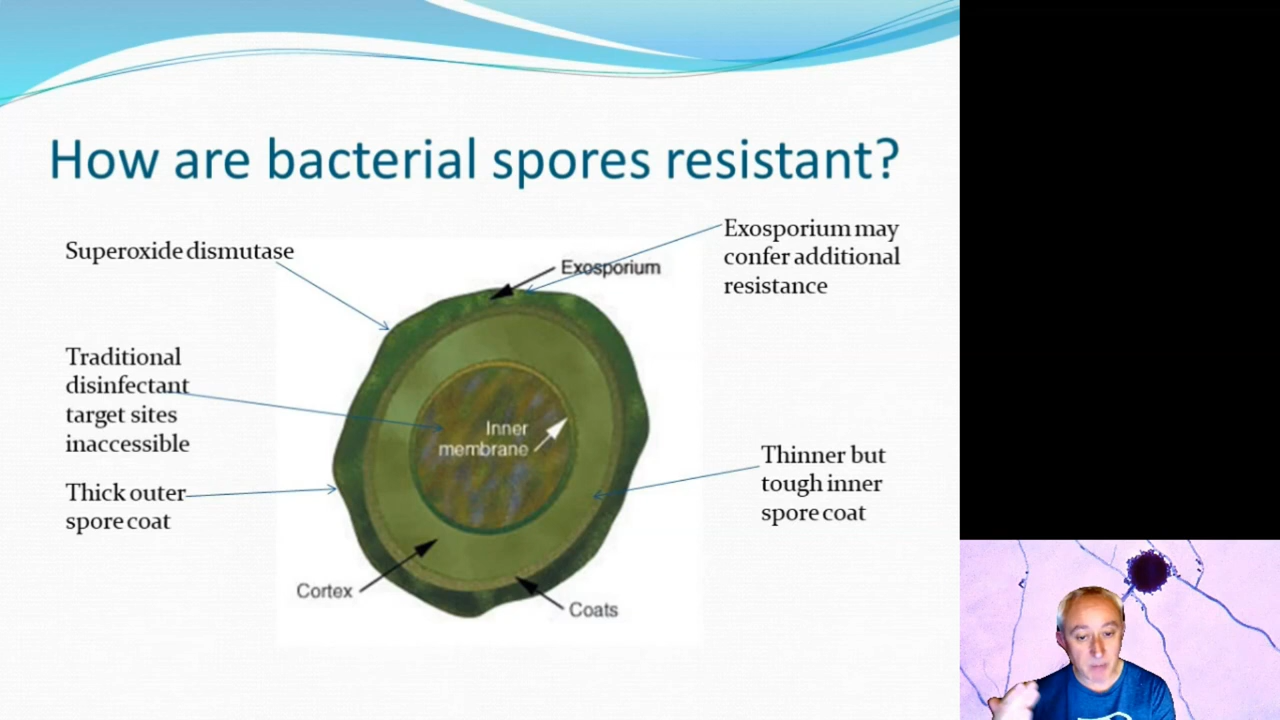 How are bacterial spores resistant?
Superoxide dismutase
Exosporium may
confer additional
resistance
Exosporium
Traditional
disinfectant
target sites
inaccessible
Inner
membrane
Thinner but
tough inner
spore coat
Thick outer
spore coat
Cortex
Coats